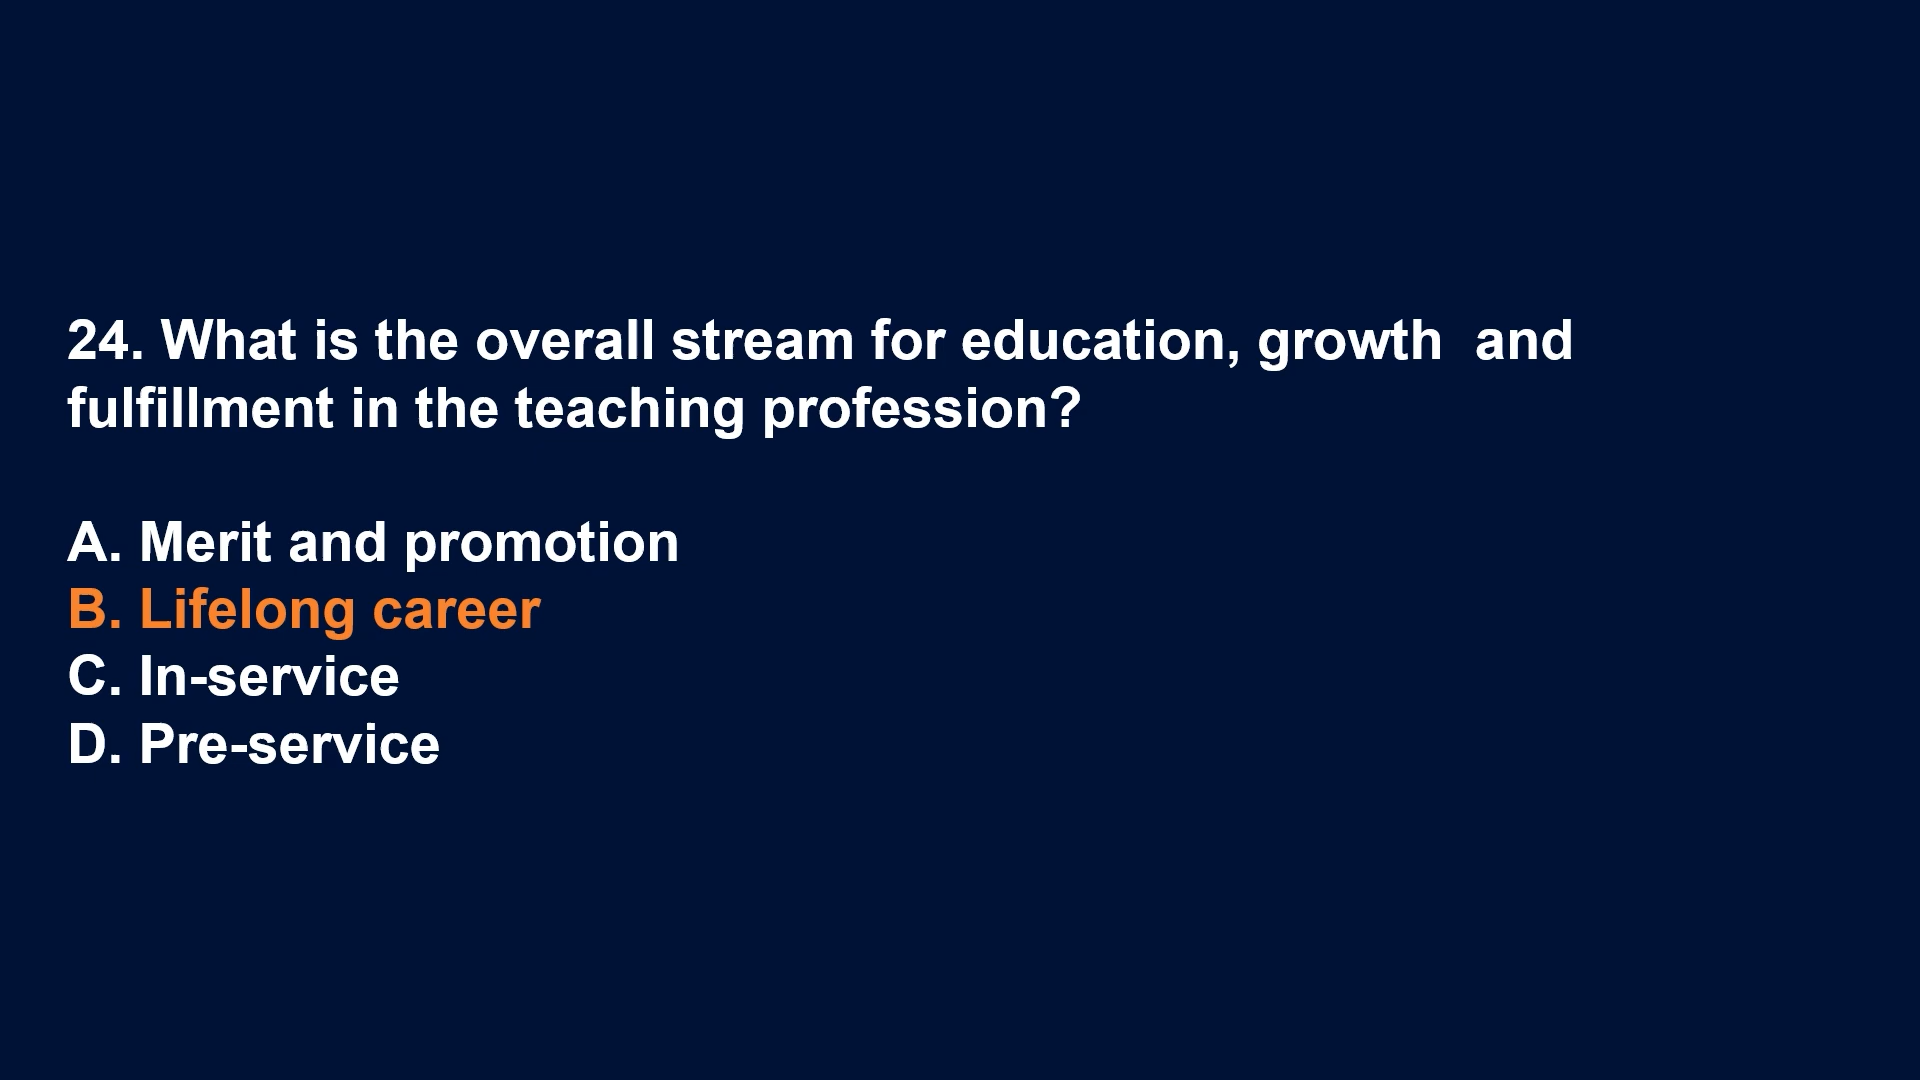 24. What is the overall stream for education, growth  and
fulfillment in the teaching profession?
A. Merit and promotion
B. Lifelong career
C. In-service
D. Pre-service